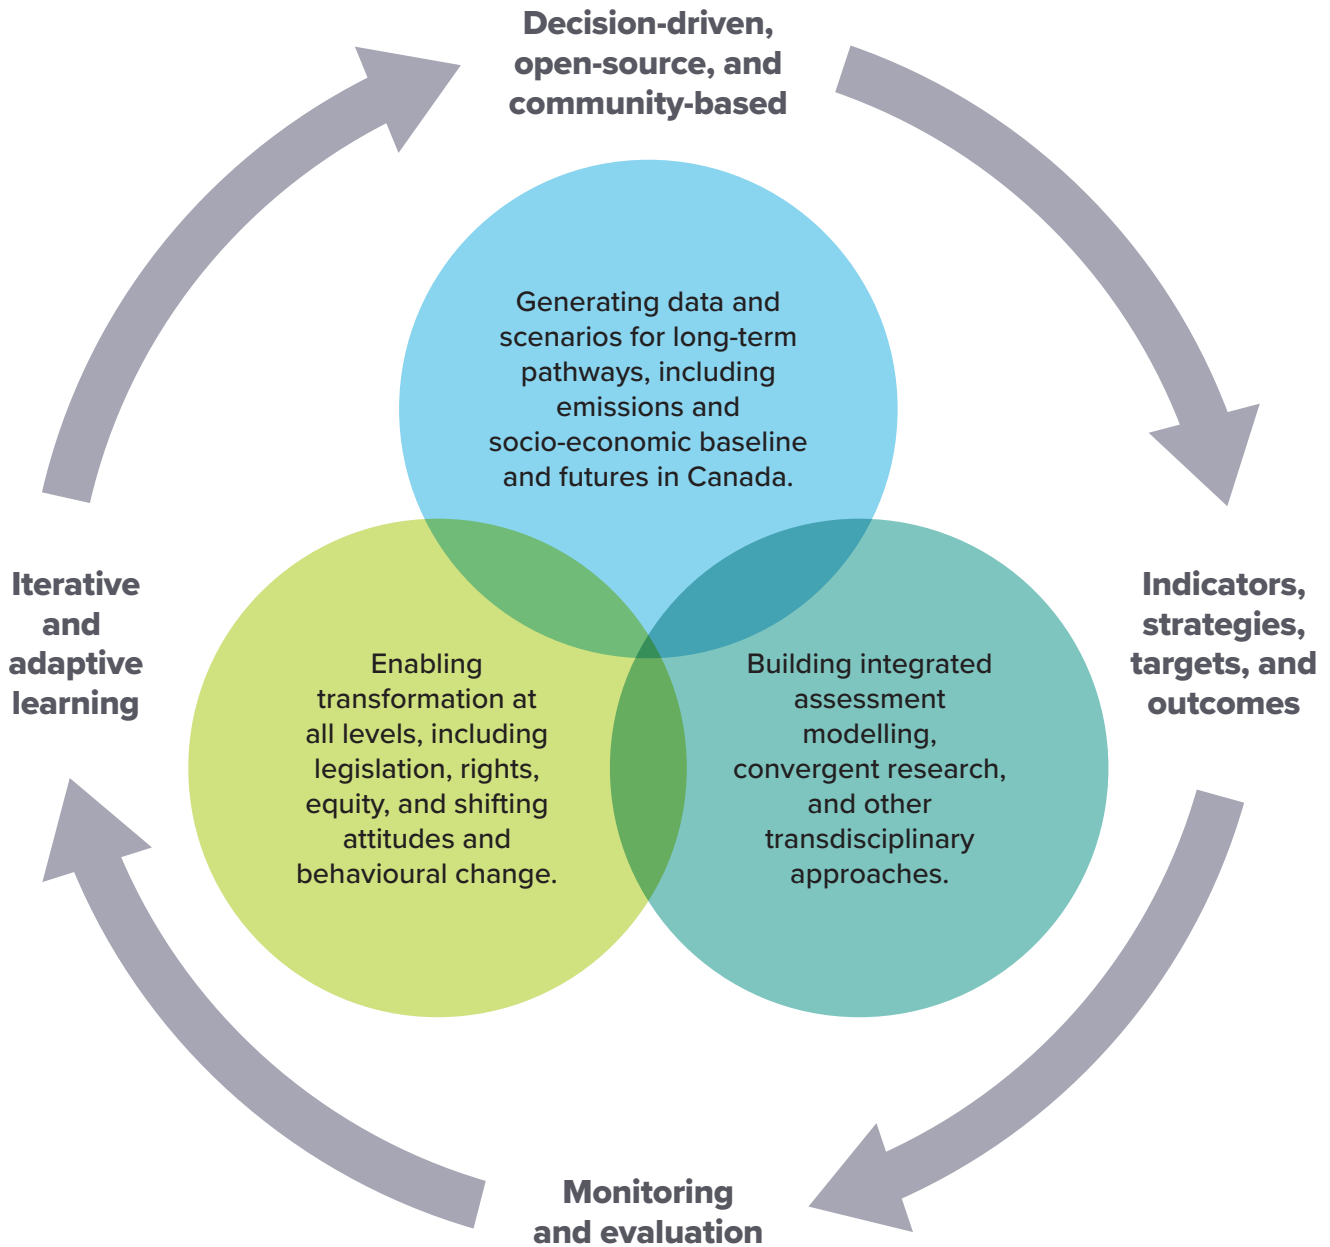 Decision-driven,
open-source, and
community-based
Generating data and
scenarios for long-term
pathways, including
emissions and
socio-economic baseline
and futures in Canada.
Iterative
and
adaptive
learning
Indicators,
strategies,
targets, and
outcomes
Enabling
transformation at
all levels, including
legislation, rights,
equity, and shifting
attitudes and
behavioural change.
Building integrated
assessment
modelling,
convergent research,
and other
transdisciplinary
approaches.
Monitoring
and evaluation